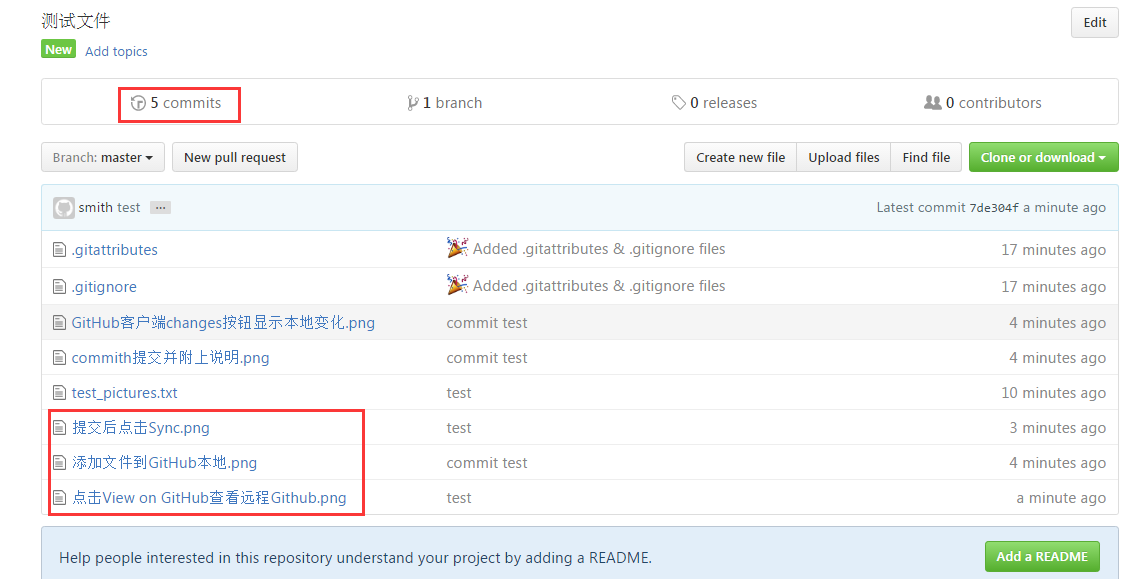 测试文件
Edit
New Add topics
5 commits 1 branch 0 releases 0 contributors
Branch: master New pull request Create new file Upload files Find file Clone or download
smith test ... Latest commit 7de304f a minute ago
.gitattributes Added .gitattributes & .gitignore files 17 minutes ago
.gitignore Added .gitattributes & .gitignore files 17 minutes ago
GitHub客户端changes按钮显示本地变化.png commit test 4 minutes ago
commith提交并附上说明.png commit test 4 minutes ago
test_pictures.txt test 10 minutes ago
提交后点击Sync.png test 3 minutes ago
添加文件到GitHub本地.png commit test 4 minutes ago
点击View on GitHub查看远程Github.png test a minute ago
Help people interested in this repository understand your project by adding a README. Add a README